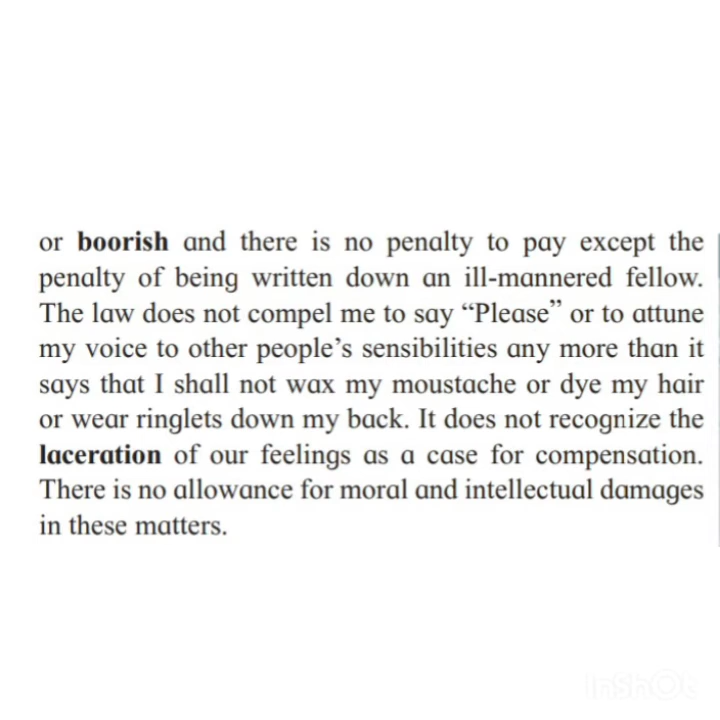 or boorish and there is no penalty to pay except the
penalty of being written down an ill-mannered fellow.
The law does not compel me to say “Please” or to attune
my voice to other people’s sensibilities any more than it
says that I shall not wax my moustache or dye my hair
or wear ringlets down my back. It does not recognize the
laceration of our feelings as a case for compensation.
There is no allowance for moral and intellectual damages
in these matters.
InShOt